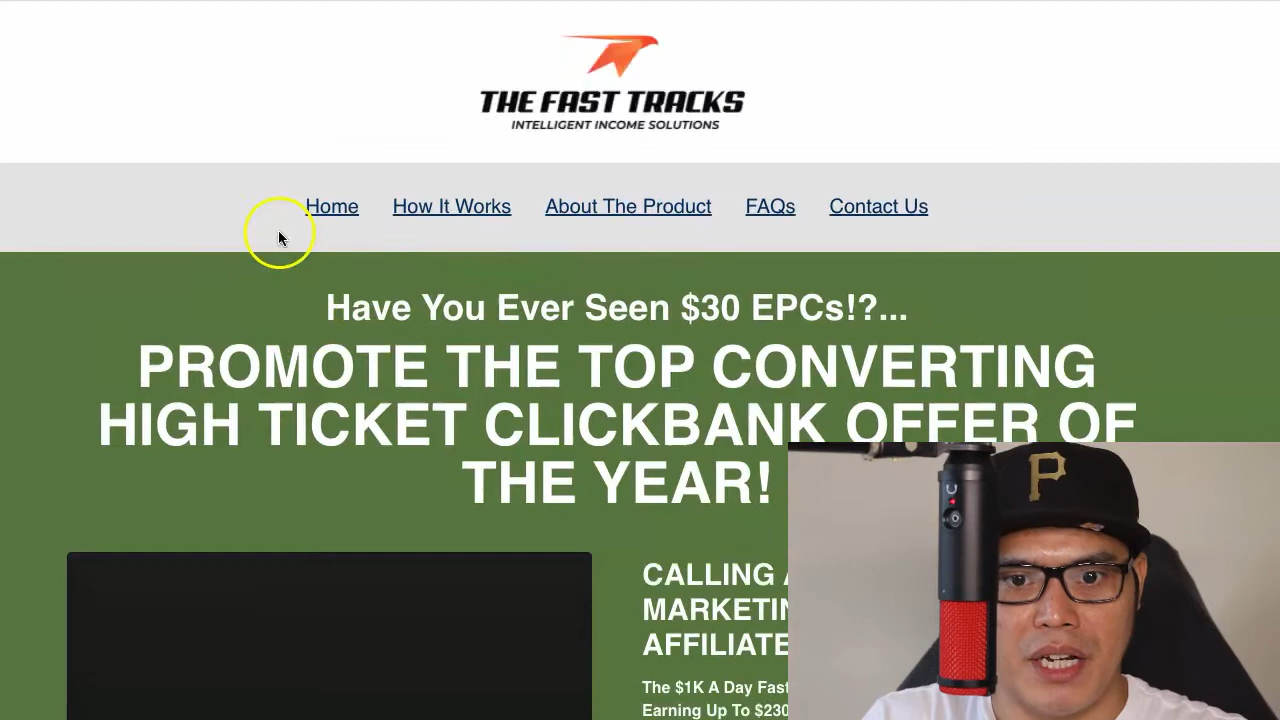 THE FAST TRACKS
INTELLIGENT INCOME SOLUTIONS
Home How It Works About The Product FAQs Contact Us
Have You Ever Seen $30 EPCs!?...
PROMOTE THE TOP CONVERTING
HIGH TICKET CLICKBANK OFFER OF
THE YEAR!
CALLING
MARKETIN
AFFILIATE
The $1K A Day Fast
Earning Up To $230
P